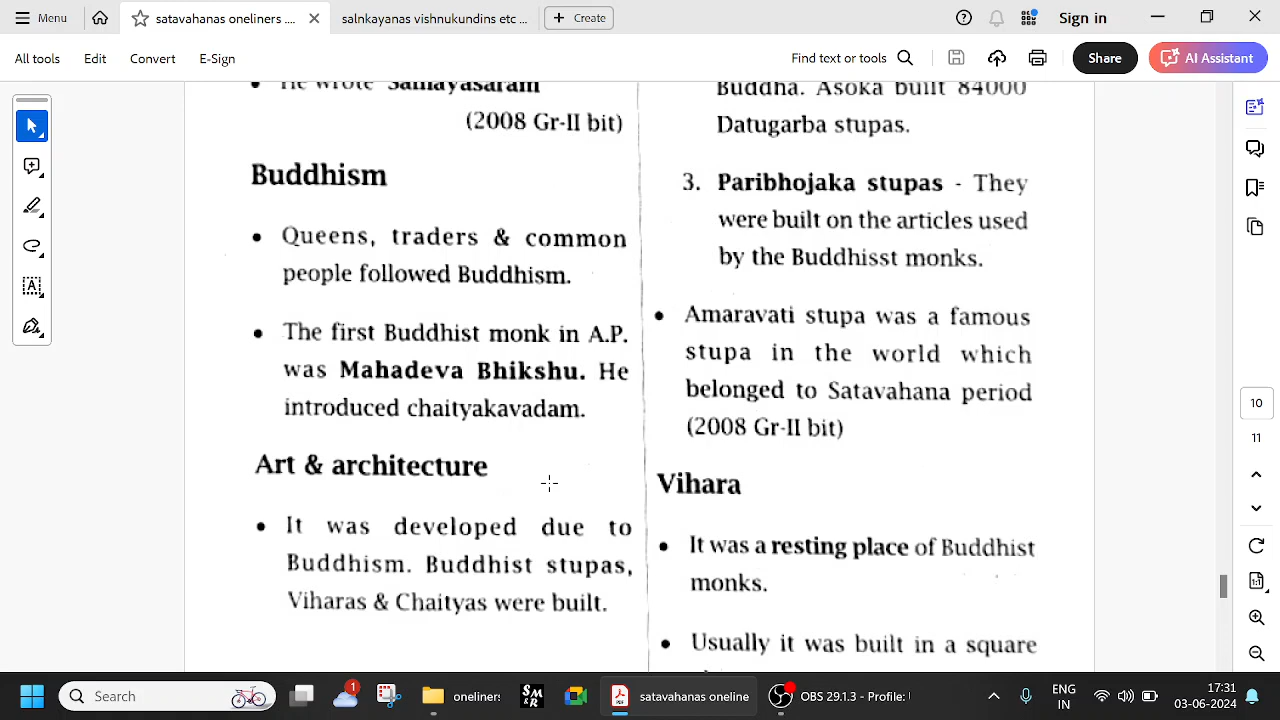 Menu
satavahanas oneliners ...
salnkayanas vishnukundins etc ...
Create
Sign in
All tools
Edit
Convert
E-Sign
Find text or tools
Share
AI Assistant
He wrote Samayasaram
(2008 Gr-II bit)
Buddhism
• Queens, traders & common
people followed Buddhism.
• The first Buddhist monk in A.P.
was Mahadeva Bhikshu. He
introduced chaityakavadam.
Art & architecture
• It was developed due to
Buddhism. Buddhist stupas,
Viharas & Chaityas were built.
Buddha. Asoka built 84000
Datugarba stupas.
3. Paribhojaka stupas - They
were built on the articles used
by the Buddhisst monks.
• Amaravati stupa was a famous
stupa in the world which
belonged to Satavahana period
(2008 Gr-II bit)
Vihara
• It was a resting place of Buddhist
monks.
• Usually it was built in a square
10
11
Search
1
oneliners
SM
&R
satavahanas oneline
OBS 29.1.3 - Profile:
ENG
IN
17:31
03-06-2024